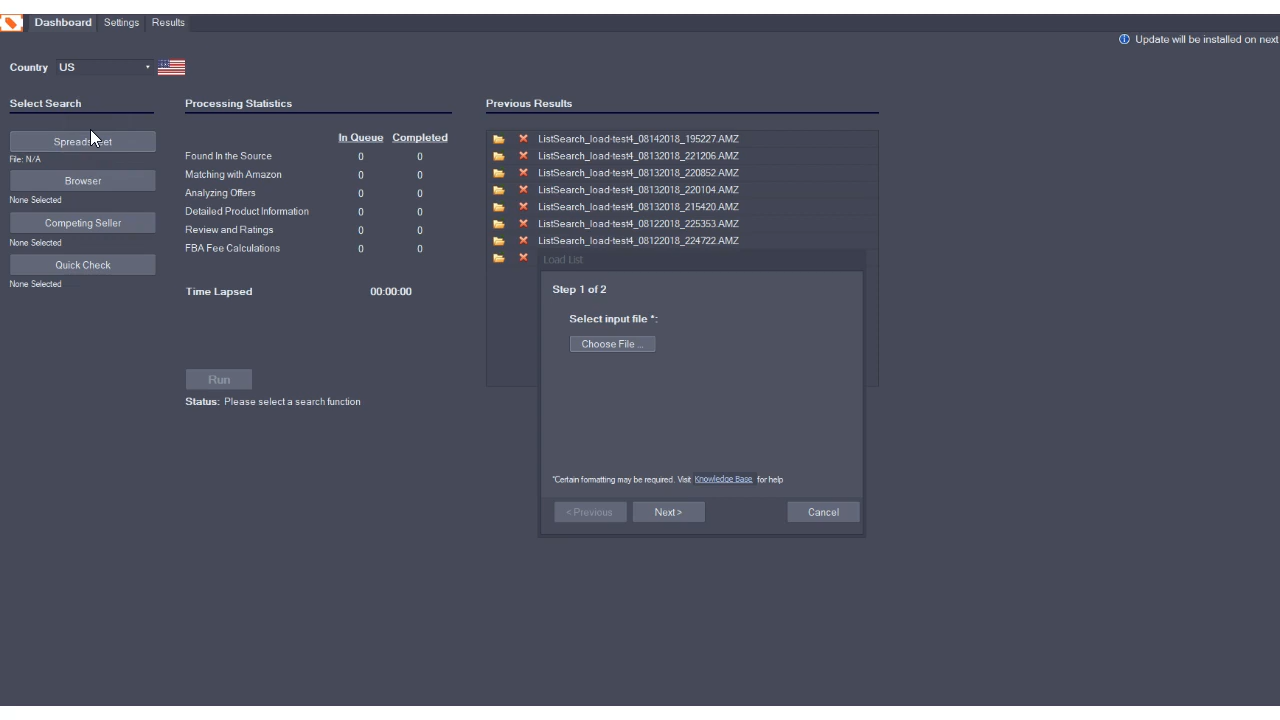 Dashboard Settings Results
Update will be installed on next
Country US
Select Search
Spreadsheet
File: N/A
Browser
None Selected
Competing Seller
None Selected
Quick Check
None Selected
Processing Statistics
In Queue Completed
Found In the Source 0 0
Matching with Amazon 0 0
Analyzing Offers 0 0
Detailed Product Information 0 0
Review and Ratings 0 0
FBA Fee Calculations 0 0
Time Lapsed 00:00:00
Run
Status: Please select a search function
Previous Results
ListSearch_load-test4_08142018_195227.AMZ
ListSearch_load-test4_08132018_221206.AMZ
ListSearch_load-test4_08132018_220852.AMZ
ListSearch_load-test4_08132018_220104.AMZ
ListSearch_load-test4_08132018_215420.AMZ
ListSearch_load-test4_08122018_225353.AMZ
ListSearch_load-test4_08122018_224722.AMZ
Load List
Step 1 of 2
Select input file *:
Choose File ...
*Certain formatting may be required. Visit Knowledge Base for help
< Previous Next > Cancel